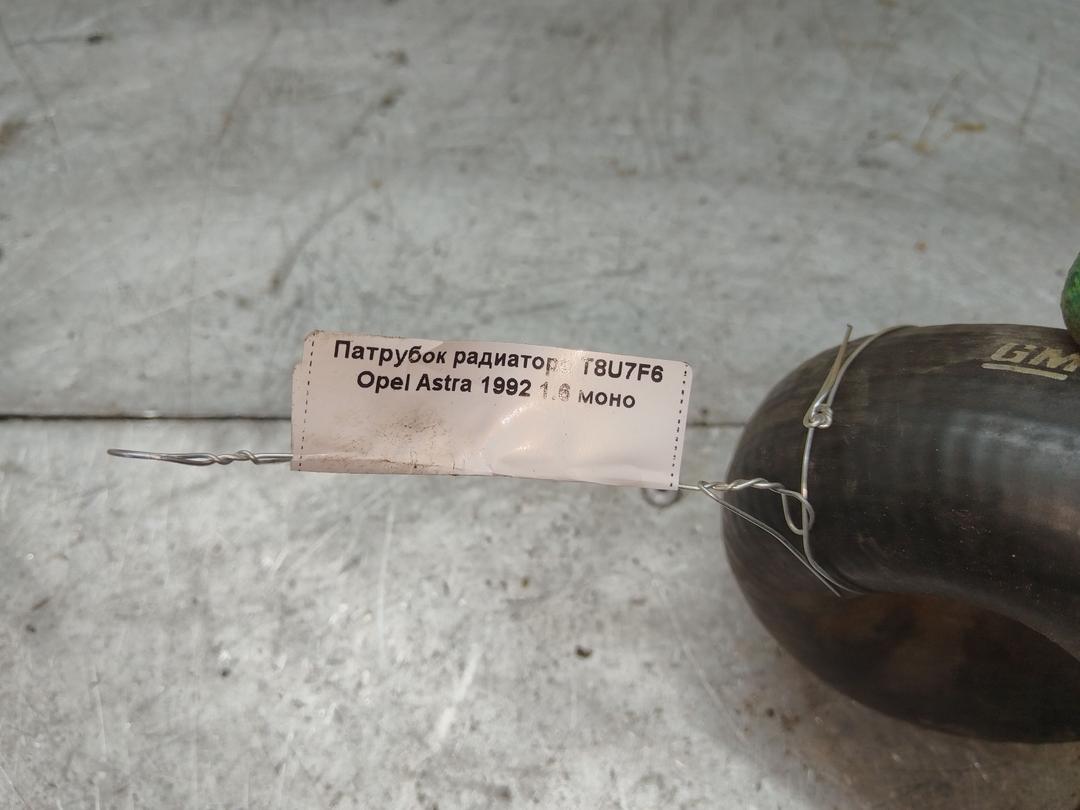 Патрубок радиатора T8U7F6
Opel Astra 1992 1.6 моно
GM